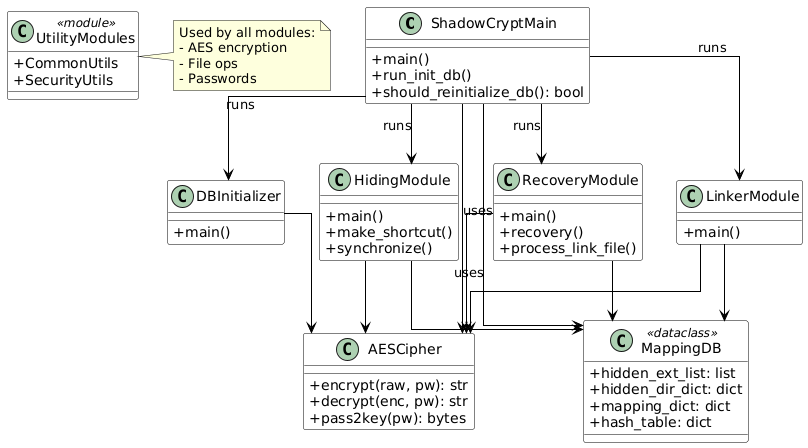 «module»
C UtilityModules
+CommonUtils
+SecurityUtils
Used by all modules:
- AES encryption
- File ops
- Passwords
C ShadowCryptMain
+main()
+run_init_db()
+should_reinitialize_db(): bool
runs
runs
runs
runs
C DBInitializer
+main()
C HidingModule
+main()
+make_shortcut()
+synchronize()
C RecoveryModule
+main()
+recovery()
+process_link_file()
C LinkerModule
+main()
uses
uses
C AESCipher
+encrypt(raw, pw): str
+decrypt(enc, pw): str
+pass2key(pw): bytes
«dataclass»
C MappingDB
+hidden_ext_list: list
+hidden_dir_dict: dict
+mapping_dict: dict
+hash_table: dict